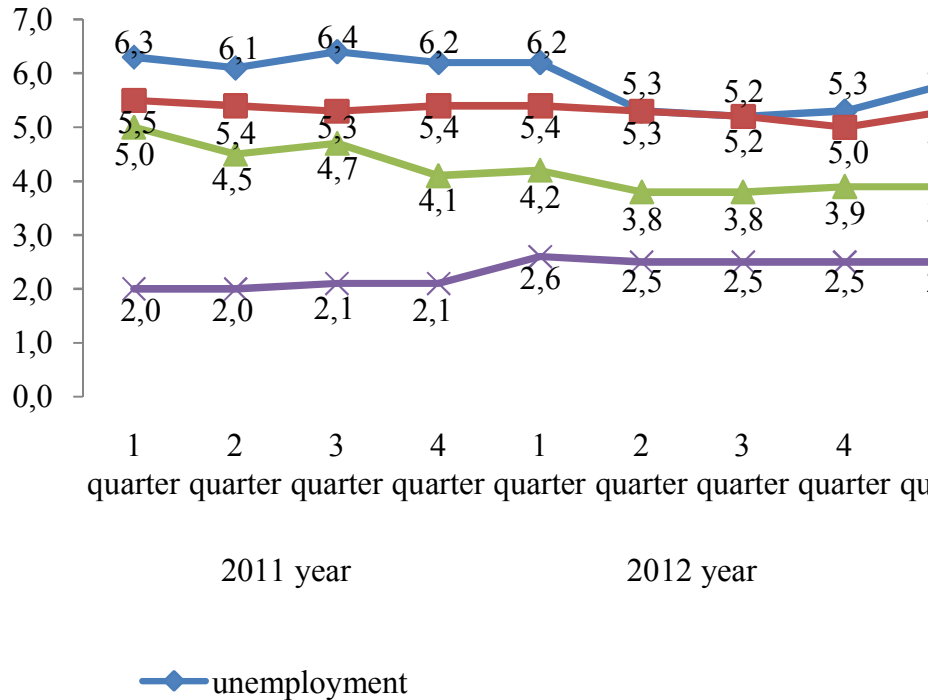 7,0
6,3 6,1 6,4 6,2 6,2
6,0
5,3 5,2 5,3
5,0
5,5 5,4 5,3 5,4 5,4 5,3 5,2 5,0
5,0 4,5 4,7 4,1 4,2 3,8 3,8 3,9
4,0
3,0
2,6 2,5 2,5 2,5
2,0
2,0 2,0 2,1 2,1
1,0
0,0
1 2 3 4 1 2 3 4
quarter quarter quarter quarter quarter quarter quarter quarter
2011 year 2012 year
unemployment